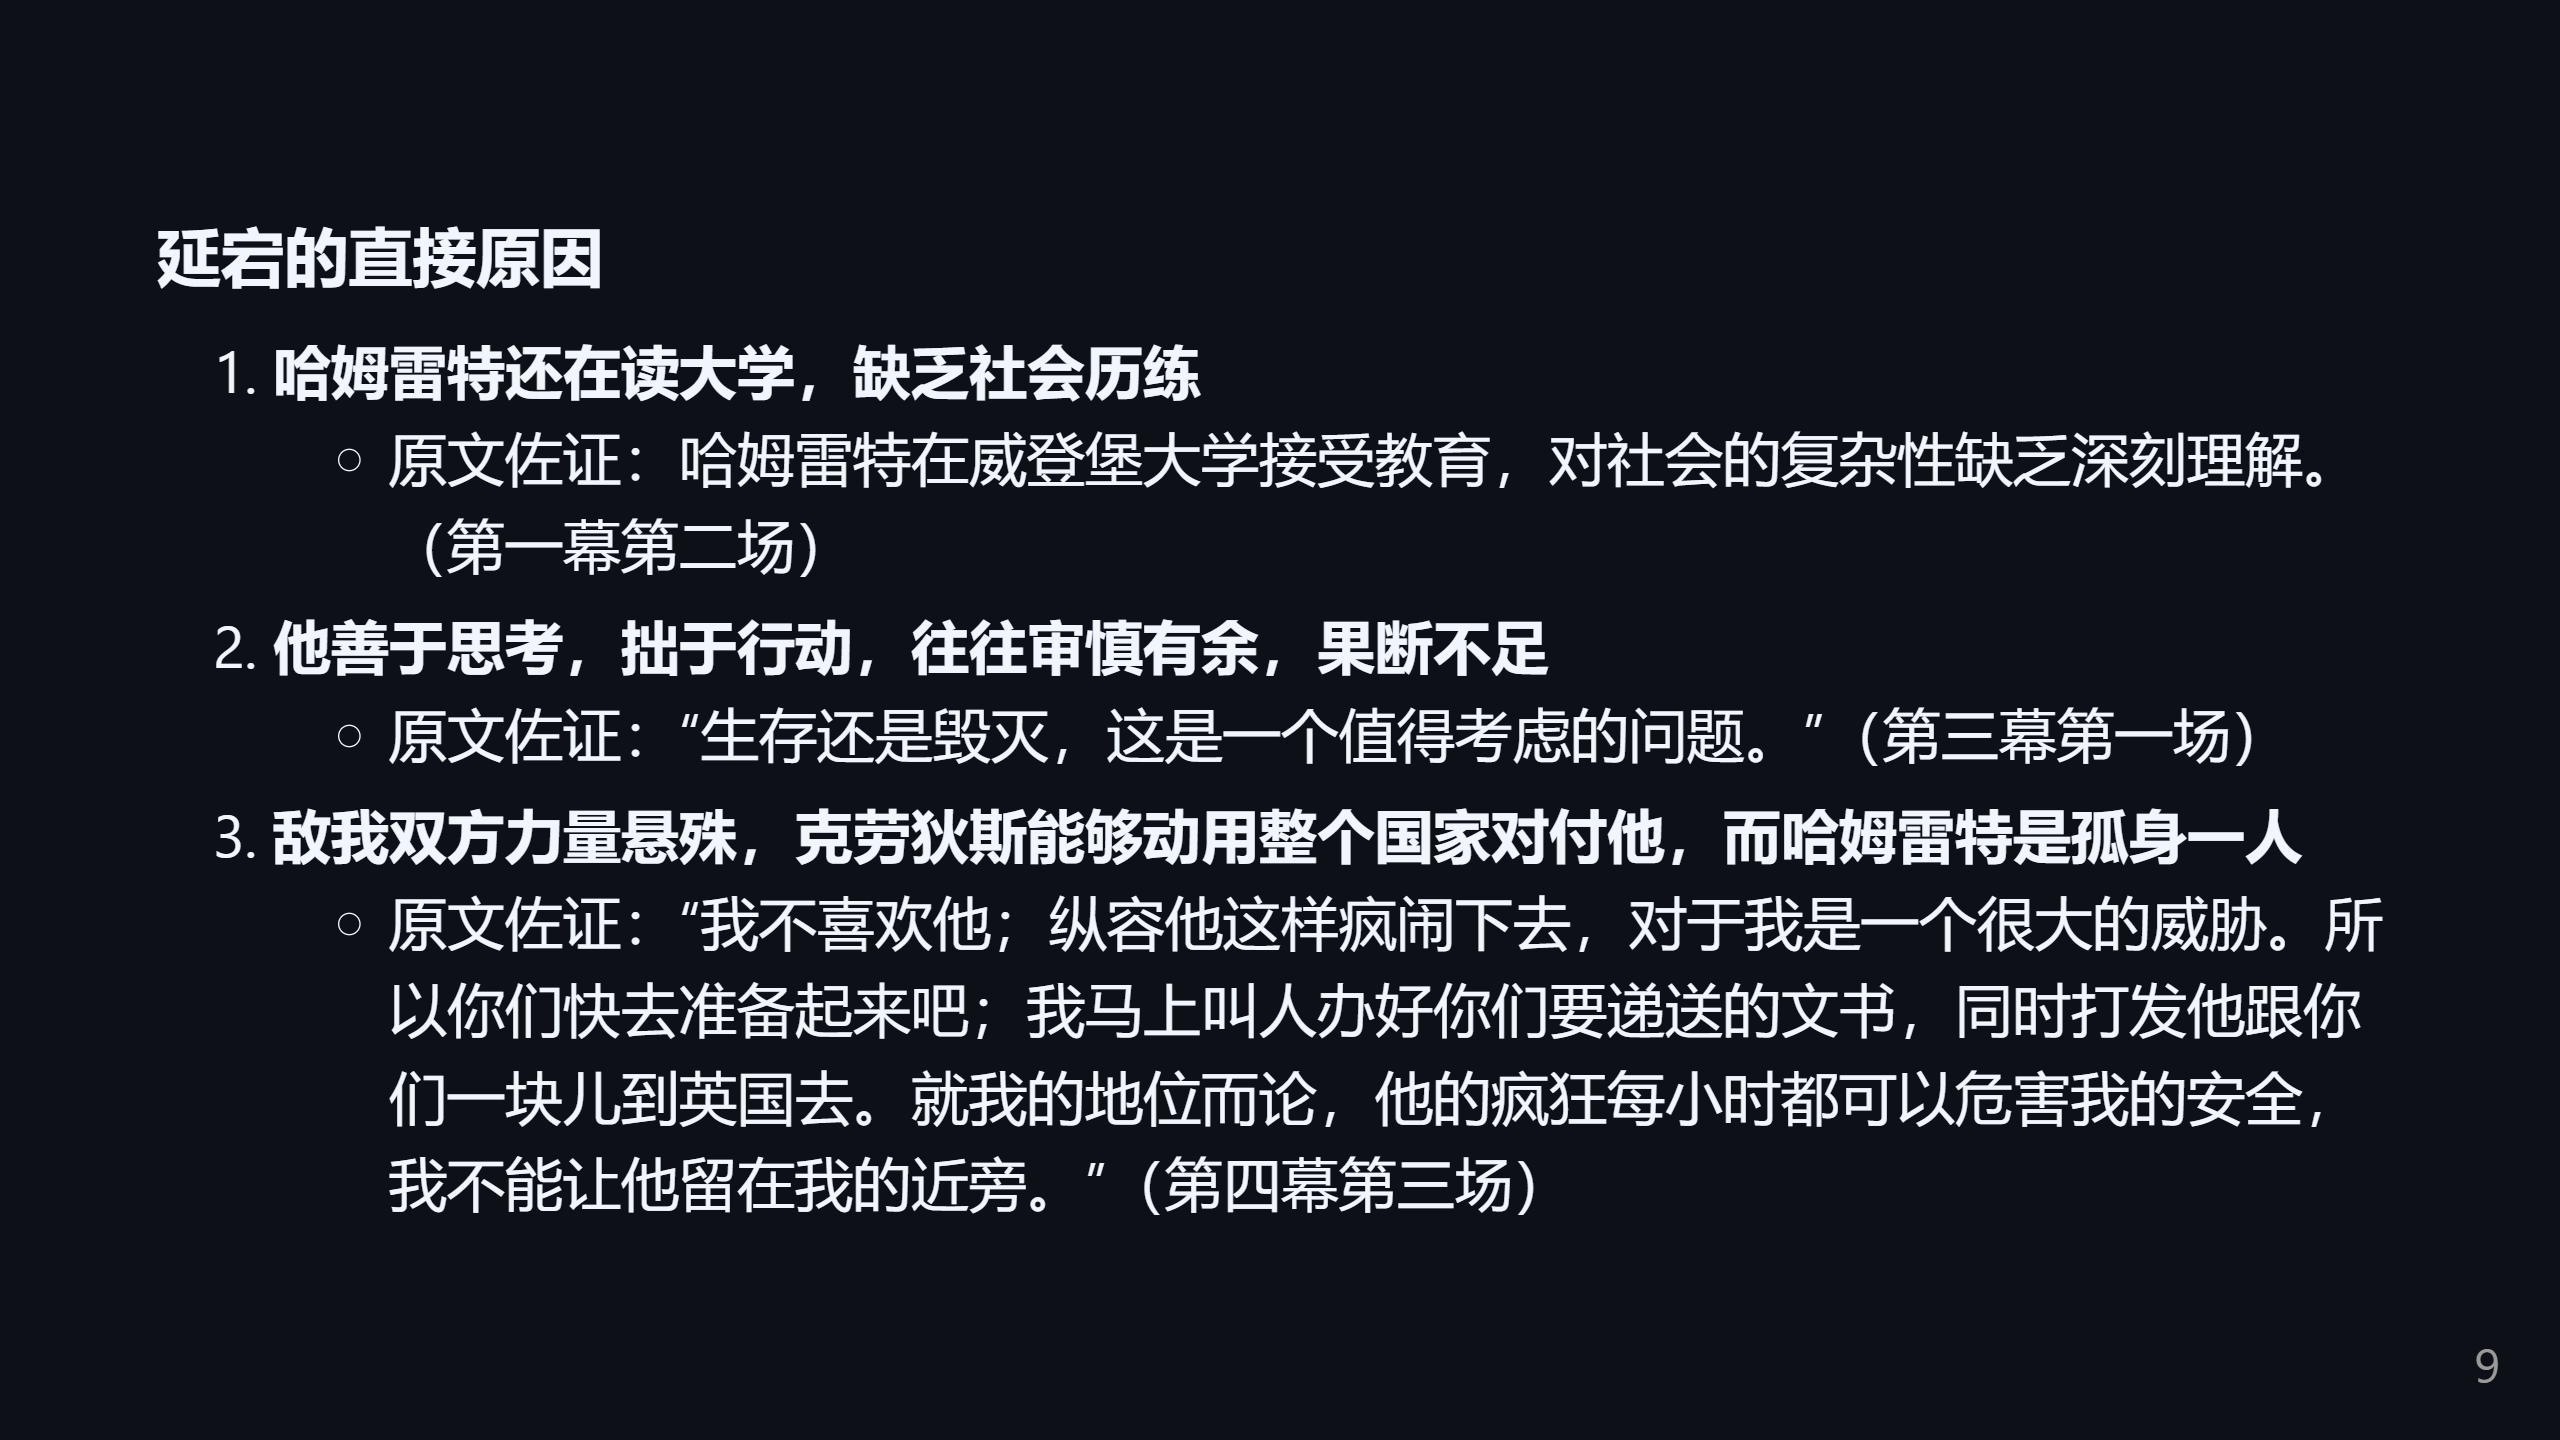 延宕的直接原因
1. 哈姆雷特还在读大学，缺乏社会历练
○ 原文佐证：哈姆雷特在威登堡大学接受教育，对社会的复杂性缺乏深刻理解。
（第一幕第二场）
2. 他善于思考，拙于行动，往往审慎有余，果断不足
○ 原文佐证：“生存还是毁灭，这是一个值得考虑的问题。”（第三幕第一场）
3. 敌我双方力量悬殊，克劳狄斯能够动用整个国家对付他，而哈姆雷特是孤身一人
○ 原文佐证：“我不喜欢他；纵容他这样疯闹下去，对于我是一个很大的威胁。所
以你们快去准备起来吧；我马上叫人办好你们要递送的文书，同时打发他跟你
们一块儿到英国去。就我的地位而论，他的疯狂每小时都可以危害我的安全，
我不能让他留在我的近旁。”（第四幕第三场）
9